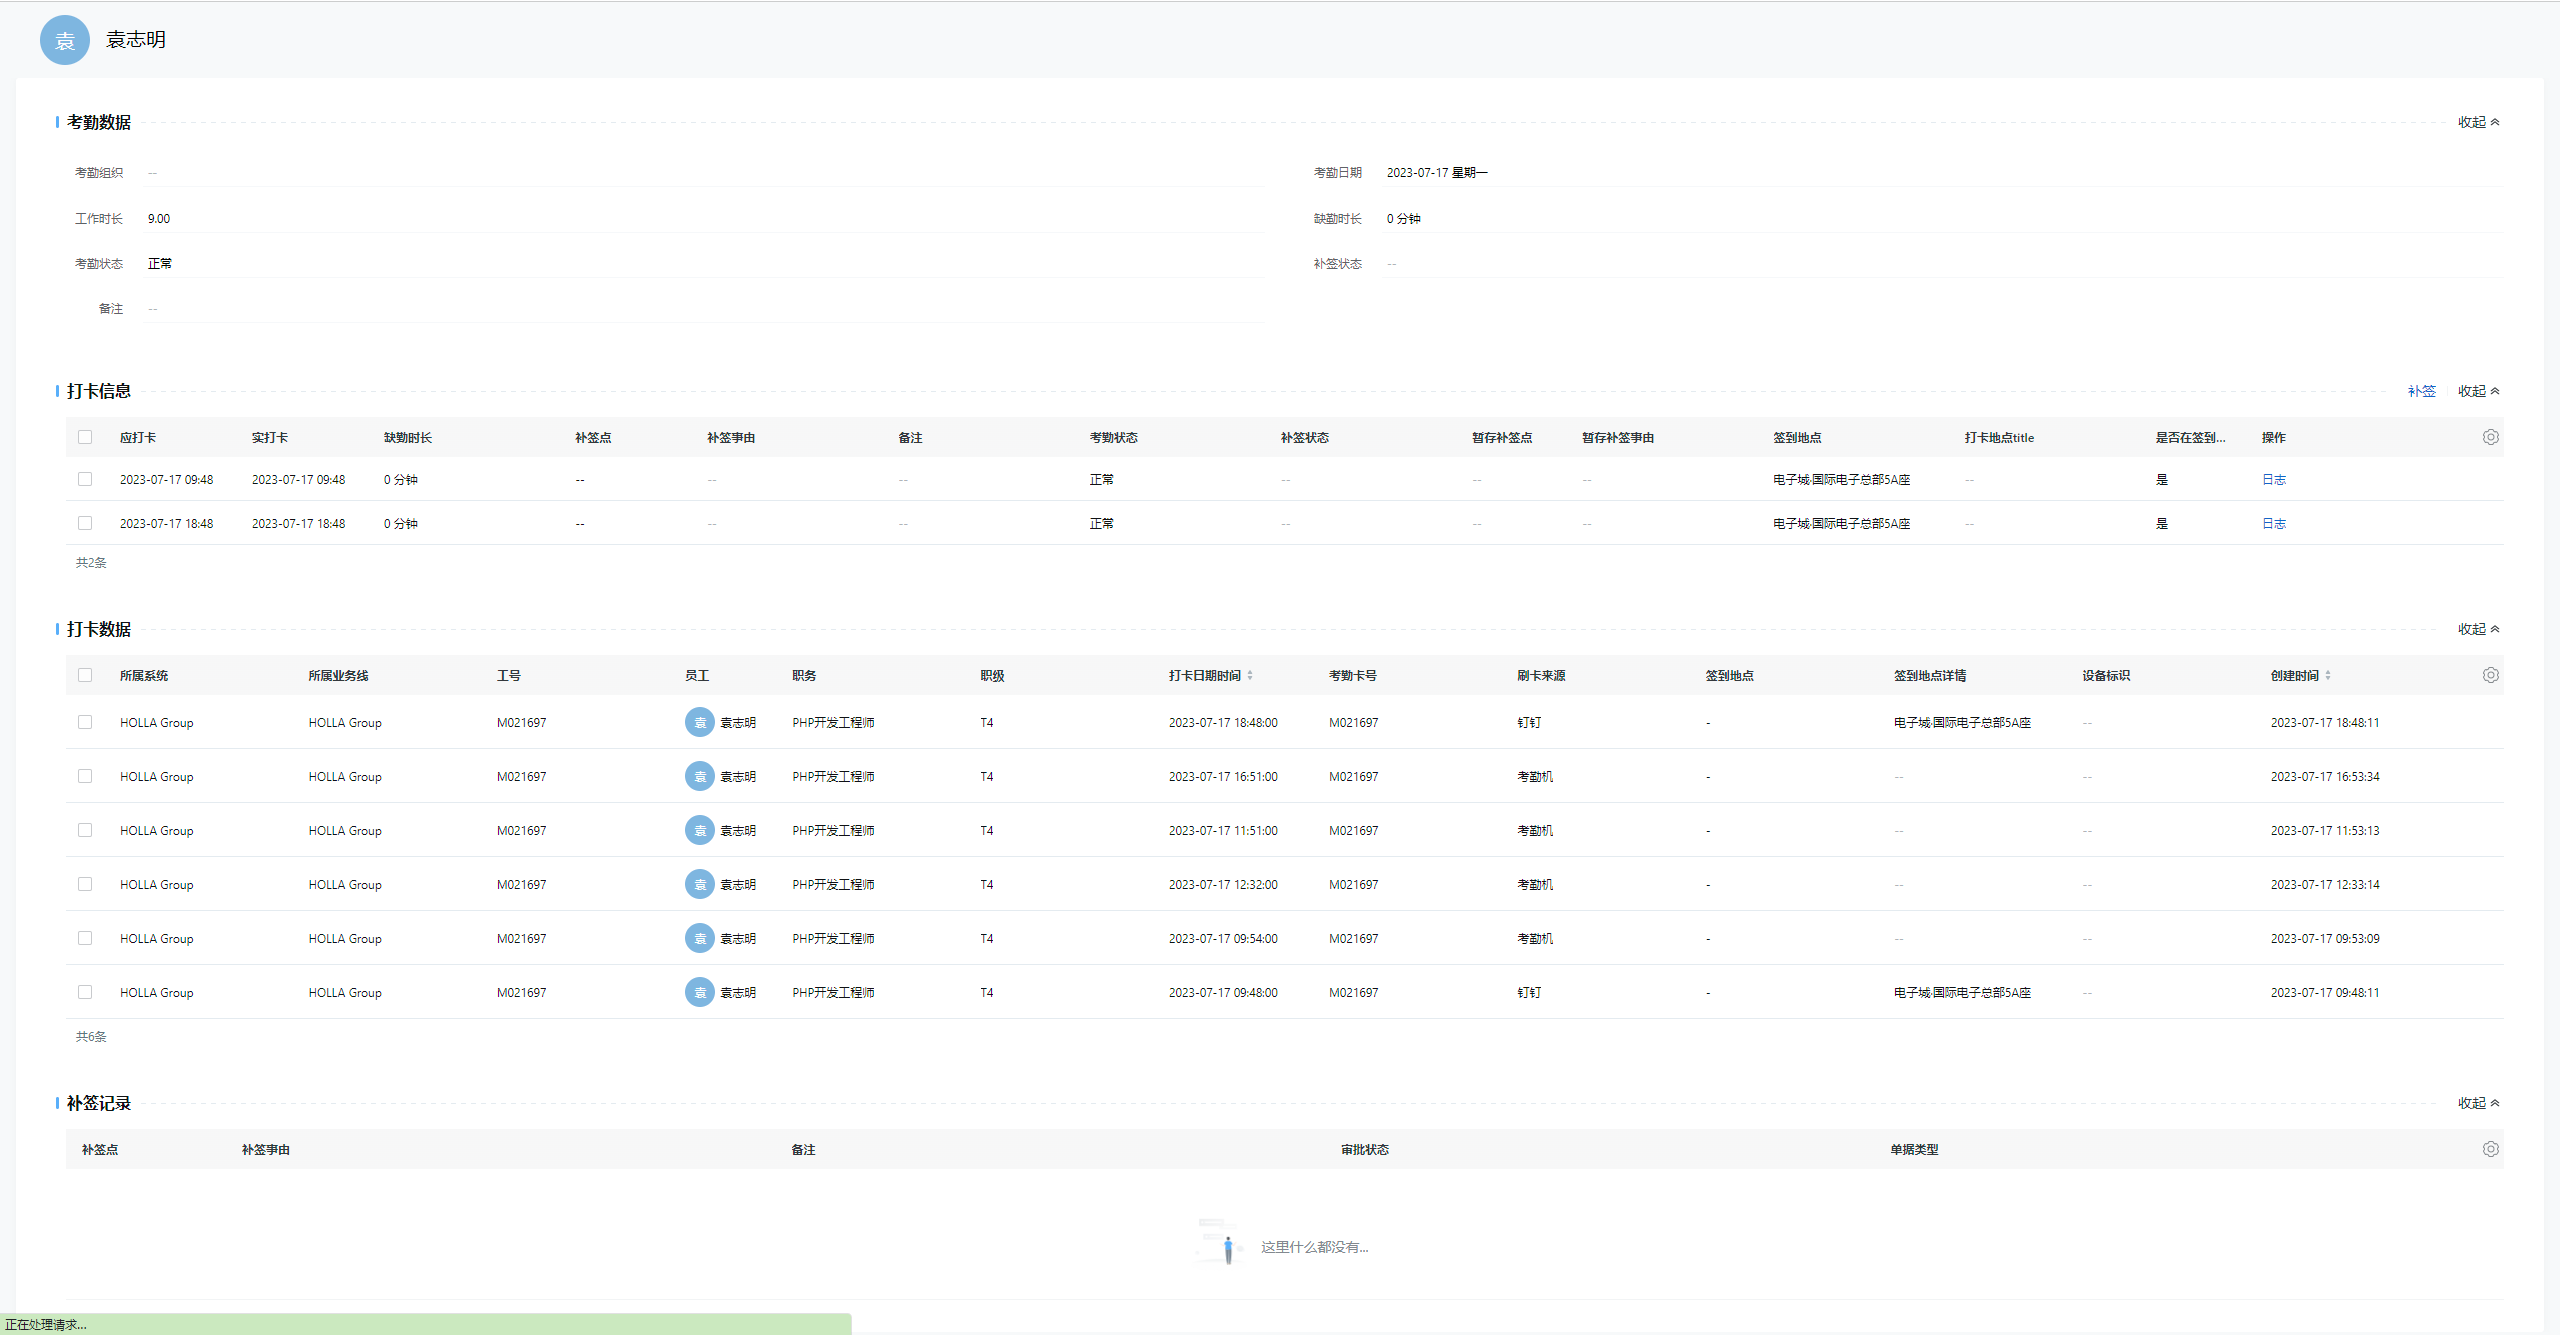 袁 袁志明
考勤数据 收起
考勤组织 -- 考勤日期 2023-07-17 星期一
工作时长 9.00 缺勤时长 0 分钟
考勤状态 正常 补签状态 --
备注 --
打卡信息 补签 收起
应打卡 实打卡 缺勤时长 补签点 补签事由 备注 考勤状态 补签状态 暂存补签点 暂存补签事由 签到地点 打卡地点title 是否在签到... 操作
2023-07-17 09:48 2023-07-17 09:48 0 分钟 -- -- -- 正常 -- -- -- 电子城·国际电子总部5A座 -- 是 日志
2023-07-17 18:48 2023-07-17 18:48 0 分钟 -- -- -- 正常 -- -- -- 电子城·国际电子总部5A座 -- 是 日志
共2条
打卡数据 收起
所属系统 所属业务线 工号 员工 职务 职级 打卡日期时间 考勤卡号 刷卡来源 签到地点 签到地点详情 设备标识 创建时间
HOLLA Group HOLLA Group M021697 袁 袁志明 PHP开发工程师 T4 2023-07-17 18:48:00 M021697 钉钉 - 电子城·国际电子总部5A座 -- 2023-07-17 18:48:11
HOLLA Group HOLLA Group M021697 袁 袁志明 PHP开发工程师 T4 2023-07-17 16:51:00 M021697 考勤机 - -- -- 2023-07-17 16:53:34
HOLLA Group HOLLA Group M021697 袁 袁志明 PHP开发工程师 T4 2023-07-17 11:51:00 M021697 考勤机 - -- -- 2023-07-17 11:53:13
HOLLA Group HOLLA Group M021697 袁 袁志明 PHP开发工程师 T4 2023-07-17 12:32:00 M021697 考勤机 - -- -- 2023-07-17 12:33:14
HOLLA Group HOLLA Group M021697 袁 袁志明 PHP开发工程师 T4 2023-07-17 09:54:00 M021697 考勤机 - -- -- 2023-07-17 09:53:09
HOLLA Group HOLLA Group M021697 袁 袁志明 PHP开发工程师 T4 2023-07-17 09:48:00 M021697 钉钉 - 电子城·国际电子总部5A座 -- 2023-07-17 09:48:11
共6条
补签记录 收起
补签点 补签事由 备注 审批状态 单据类型
这里什么都没有...
正在处理请求...